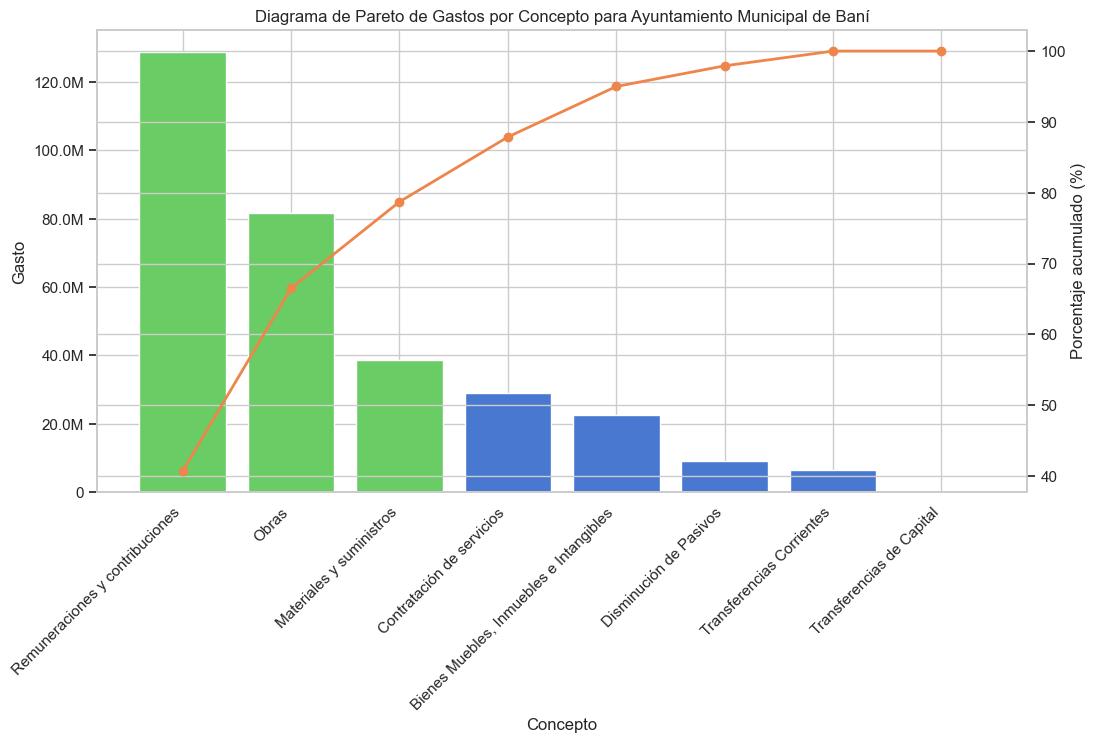 Diagrama de Pareto de Gastos por Concepto para Ayuntamiento Municipal de Baní
Gasto
120.0M
100.0M
80.0M
60.0M
40.0M
20.0M
0
100
90
80
70
60
50
40
Porcentaje acumulado (%)
Remuneraciones y contribuciones
Obras
Materiales y suministros
Contratación de servicios
Bienes Muebles, Inmuebles e Intangibles
Disminución de Pasivos
Transferencias Corrientes
Transferencias de Capital
Concepto